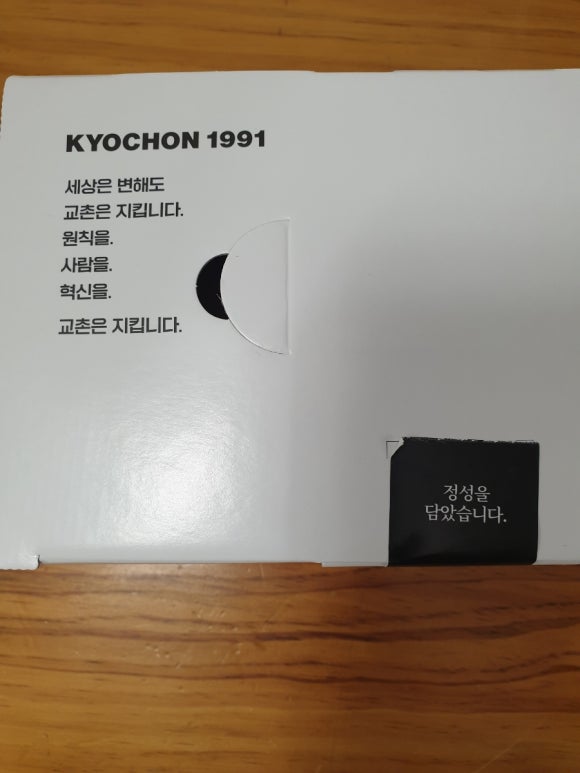 KYOCHON 1991
세상은 변해도
교촌은 지킵니다.
원칙을.
사람을.
혁신을.
교촌은 지킵니다.
정성을
담았습니다.